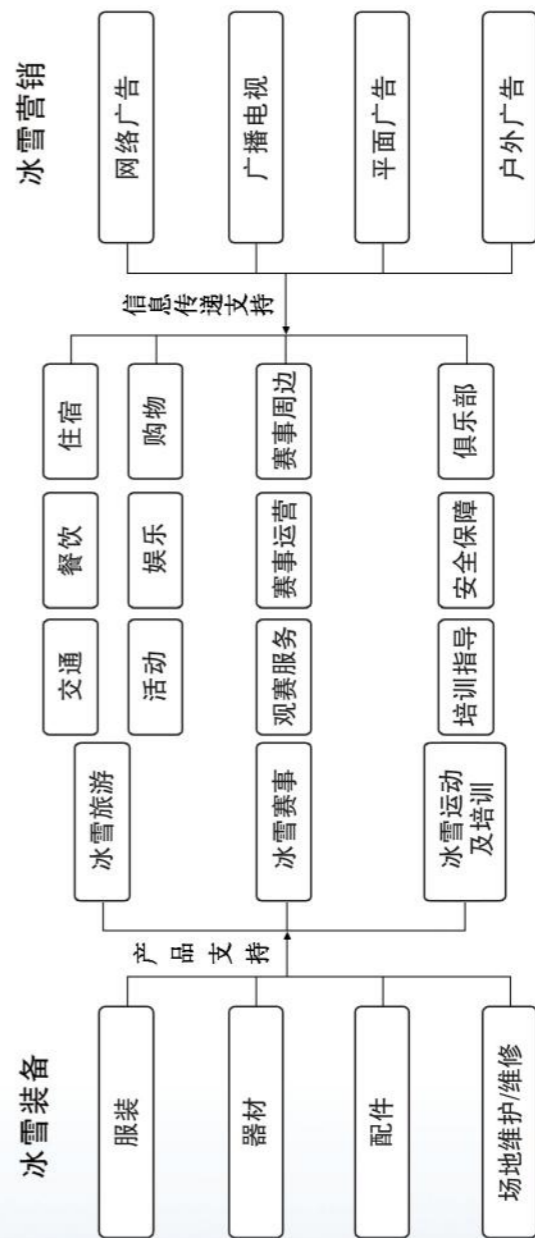 冰雪装备
服装
器材
配件
场地维护/维修
产品支持
冰雪旅游
交通
餐饮
住宿
活动
娱乐
购物
冰雪赛事
观赛服务
赛事运营
赛事周边
冰雪运动
及培训
培训指导
安全保障
俱乐部
信息传递支持
冰雪营销
网络广告
广播电视
平面广告
户外广告